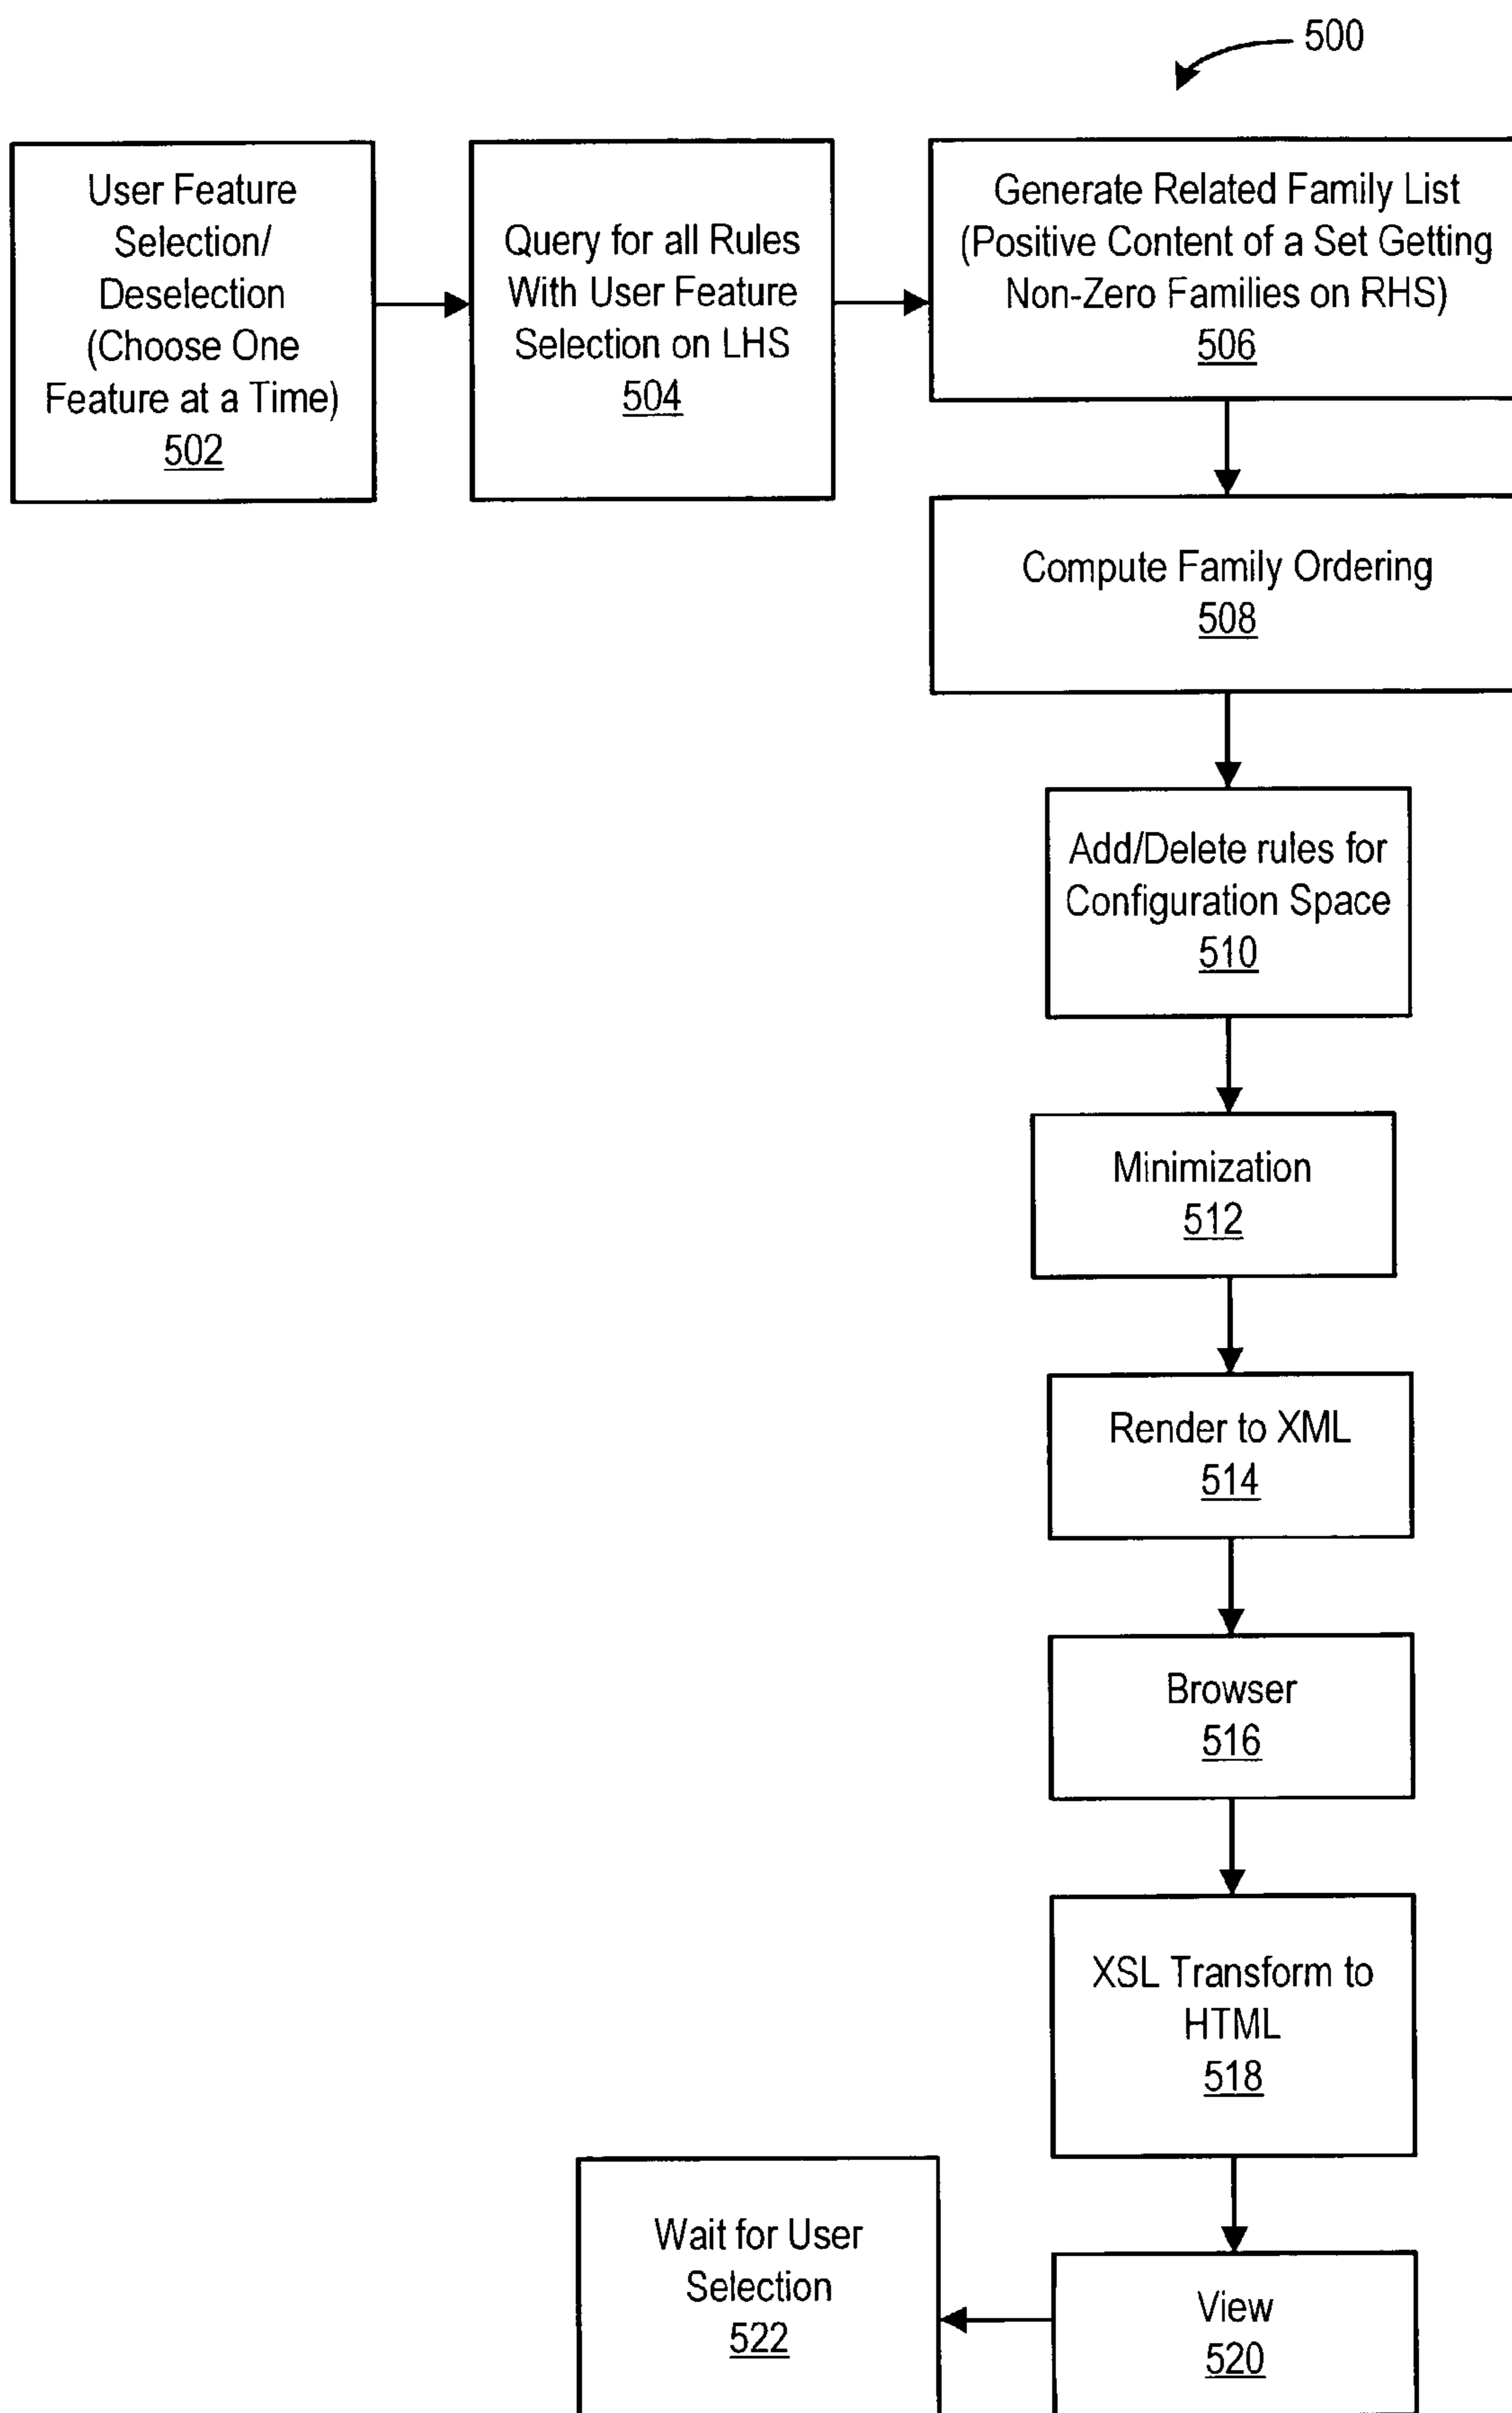 500
User Feature
Selection/
Deselection
(Choose One
Feature at a Time)
502
Query for all Rules
With User Feature
Selection on LHS
504
Generate Related Family List
(Positive Content of a Set Getting
Non-Zero Families on RHS)
506
Compute Family Ordering
508
Add/Delete rules for
Configuration Space
510
Minimization
512
Render to XML
514
Browser
516
XSL Transform to
HTML
518
View
520
Wait for User
Selection
522